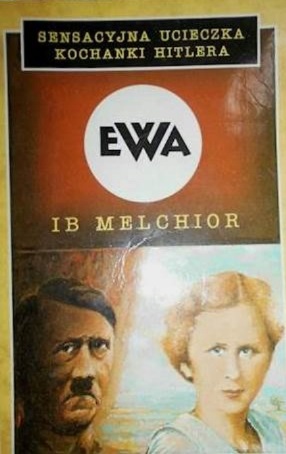 SENSACYJNA UCIECZKA
KOCHANKI HITLERA
EWA
IB MELCHIOR